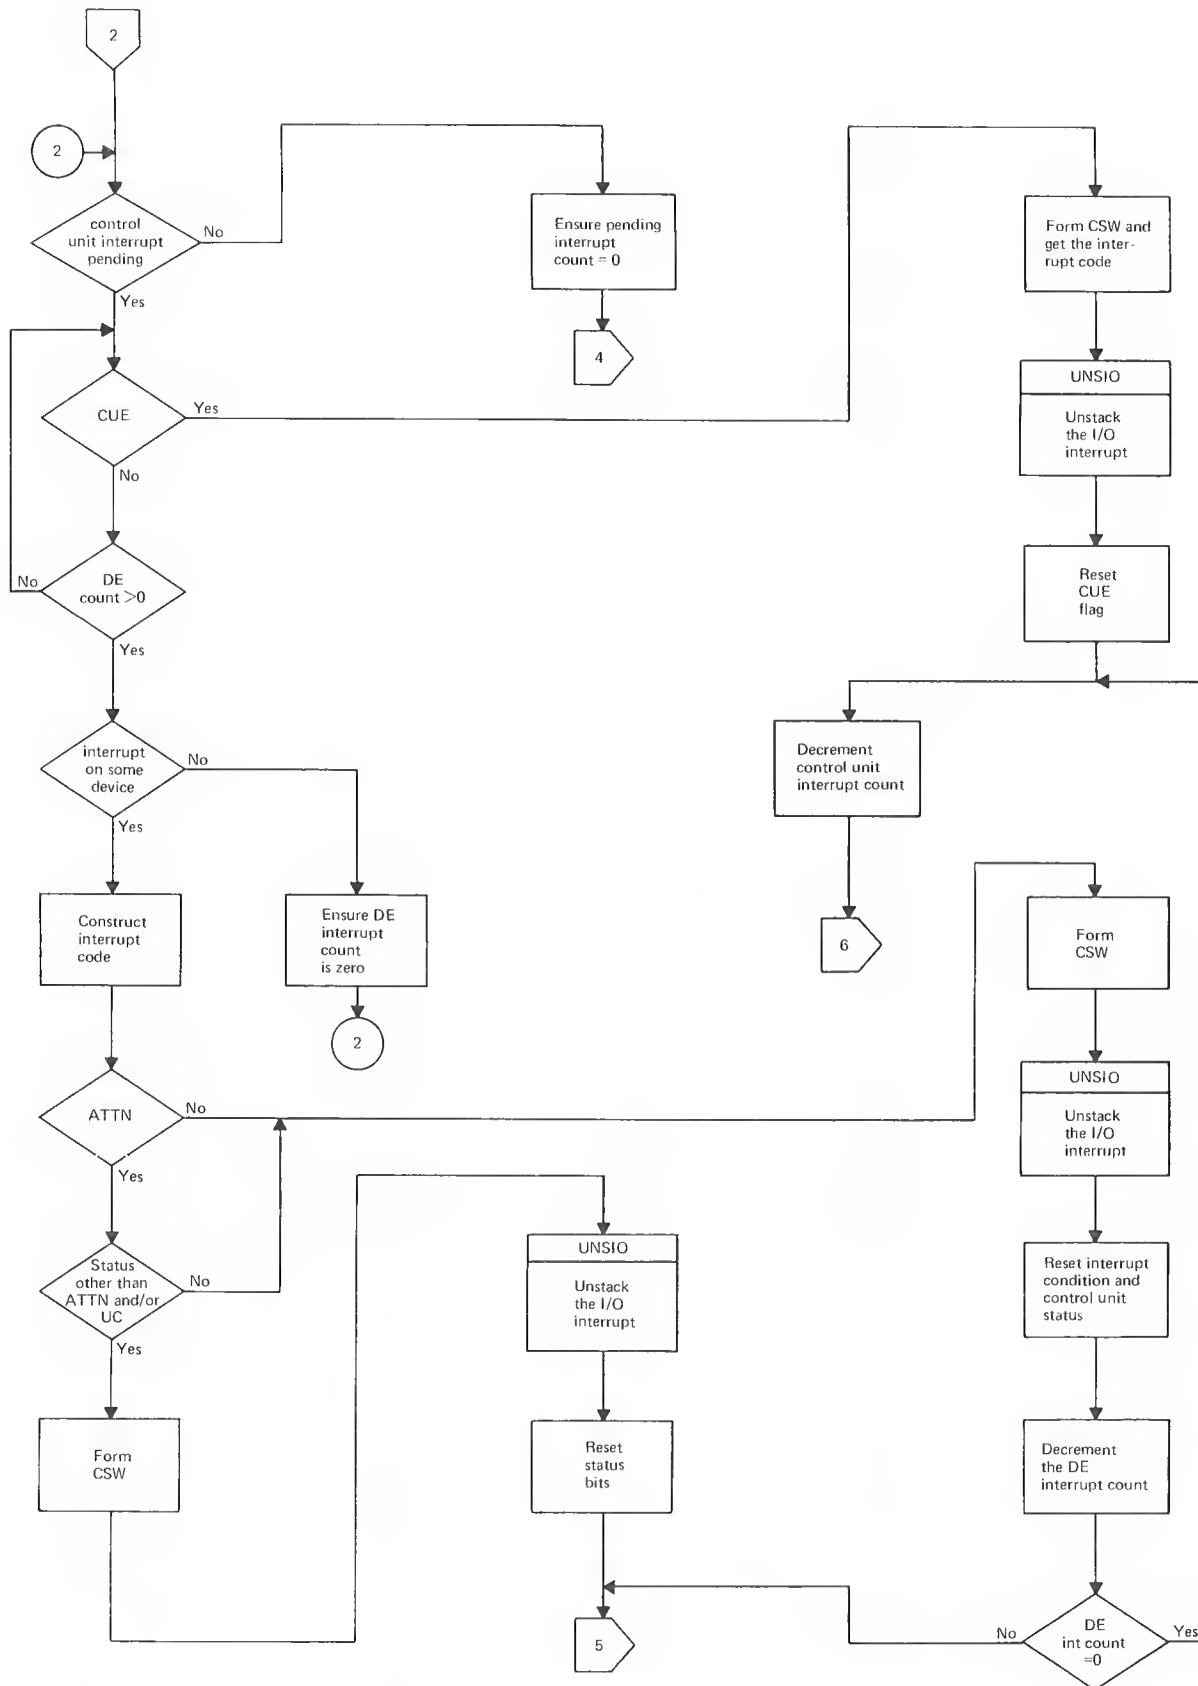 2
2
control
unit interrupt
pending
No
Yes
Ensure pending
interrupt
count = 0
4
CUE
Yes
No
DE
count >0
No
Yes
interrupt
on some
device
No
Yes
Construct
interrupt
code
Ensure DE
interrupt
count
is zero
2
ATTN
No
Yes
Status
other than
ATTN and/or
UC
No
Yes
Form
CSW
UNSIO
Unstack
the I/O
interrupt
Reset
status
bits
5
Form CSW and
get the inter-
rupt code
UNSIO
Unstack
the I/O
interrupt
Reset
CUE
flag
Decrement
control unit
interrupt count
6
Form
CSW
UNSIO
Unstack
the I/O
interrupt
Reset interrupt
condition and
control unit
status
Decrement
the DE
interrupt count
DE
int count
=0
No
Yes